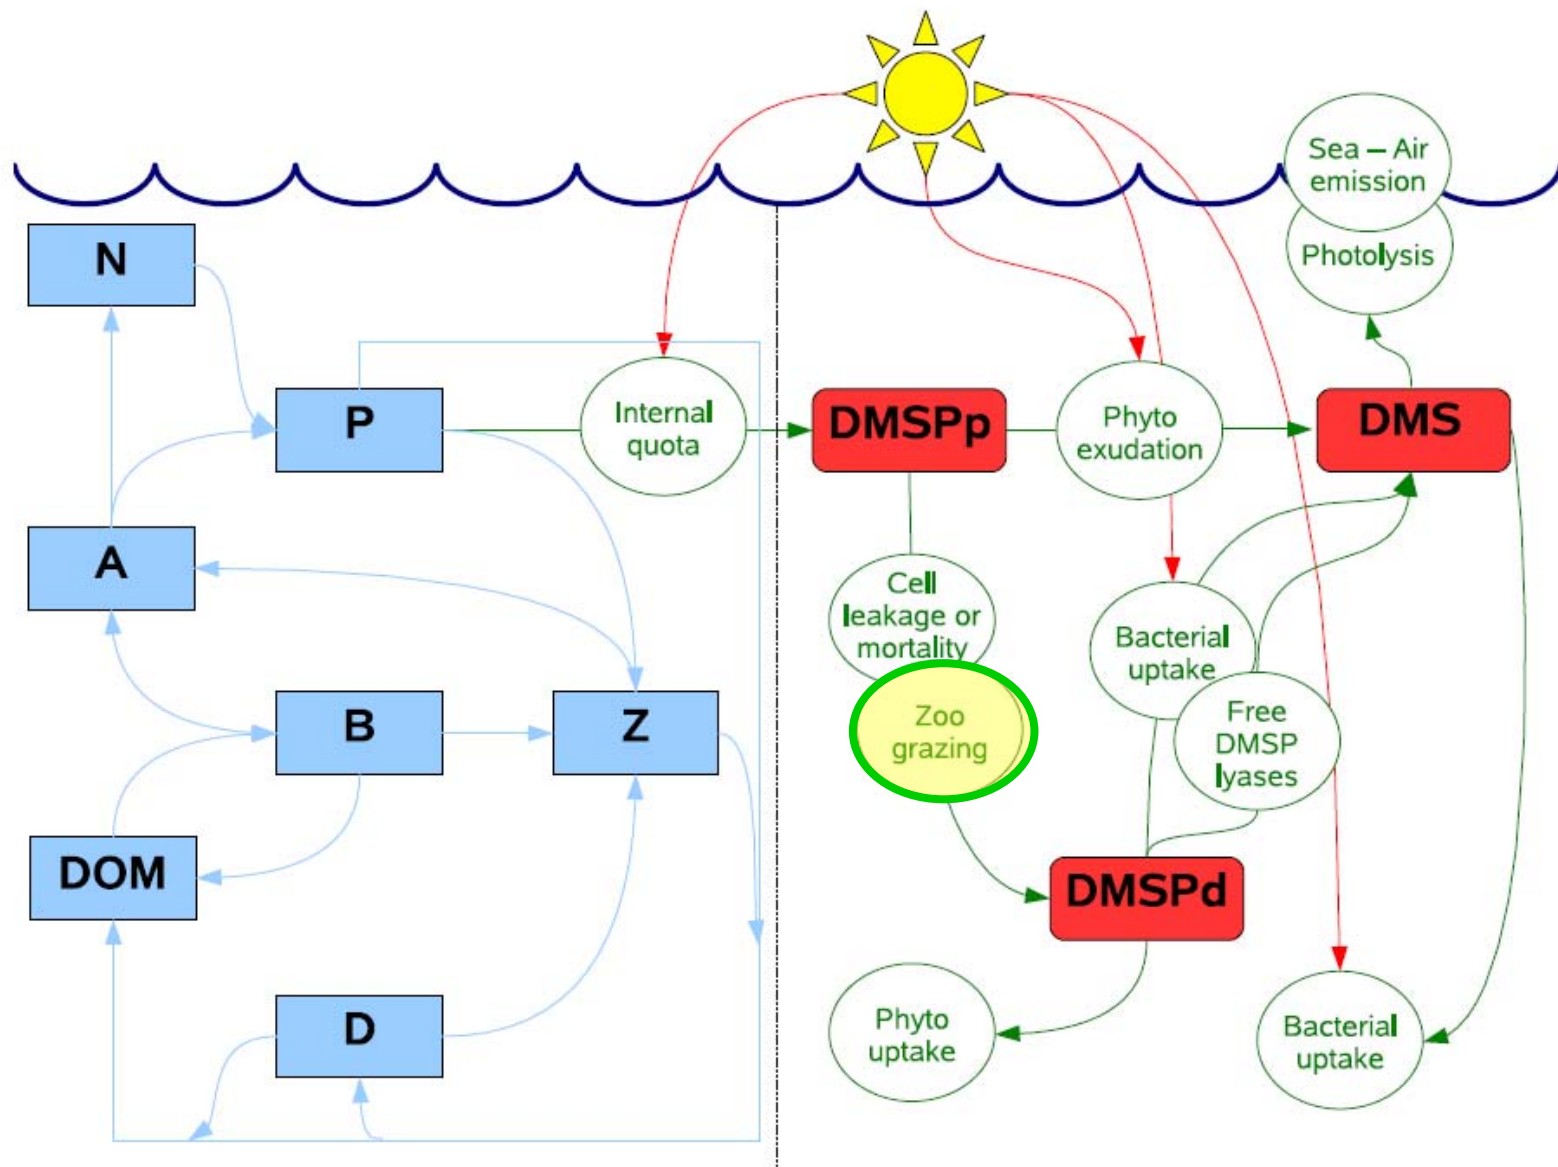 Sea – Air
emission
Photolysis
N
P
Internal
quota
DMSPp
Phyto
exudation
DMS
A
Cell
leakage or
mortality
Bacterial
uptake
B
Z
Zoo
grazing
Free
DMSP
lyases
DOM
DMSPd
D
Phyto
uptake
Bacterial
uptake